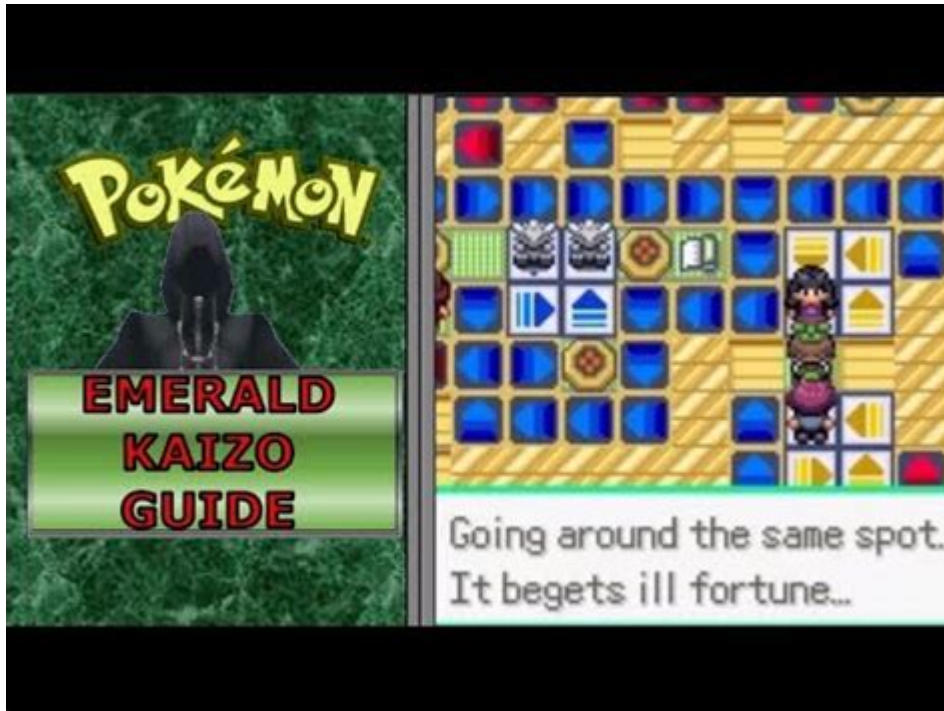 POKéMON
EMERALD
KAIZO
GUIDE
Going around the same spot..
It begets ill fortune...